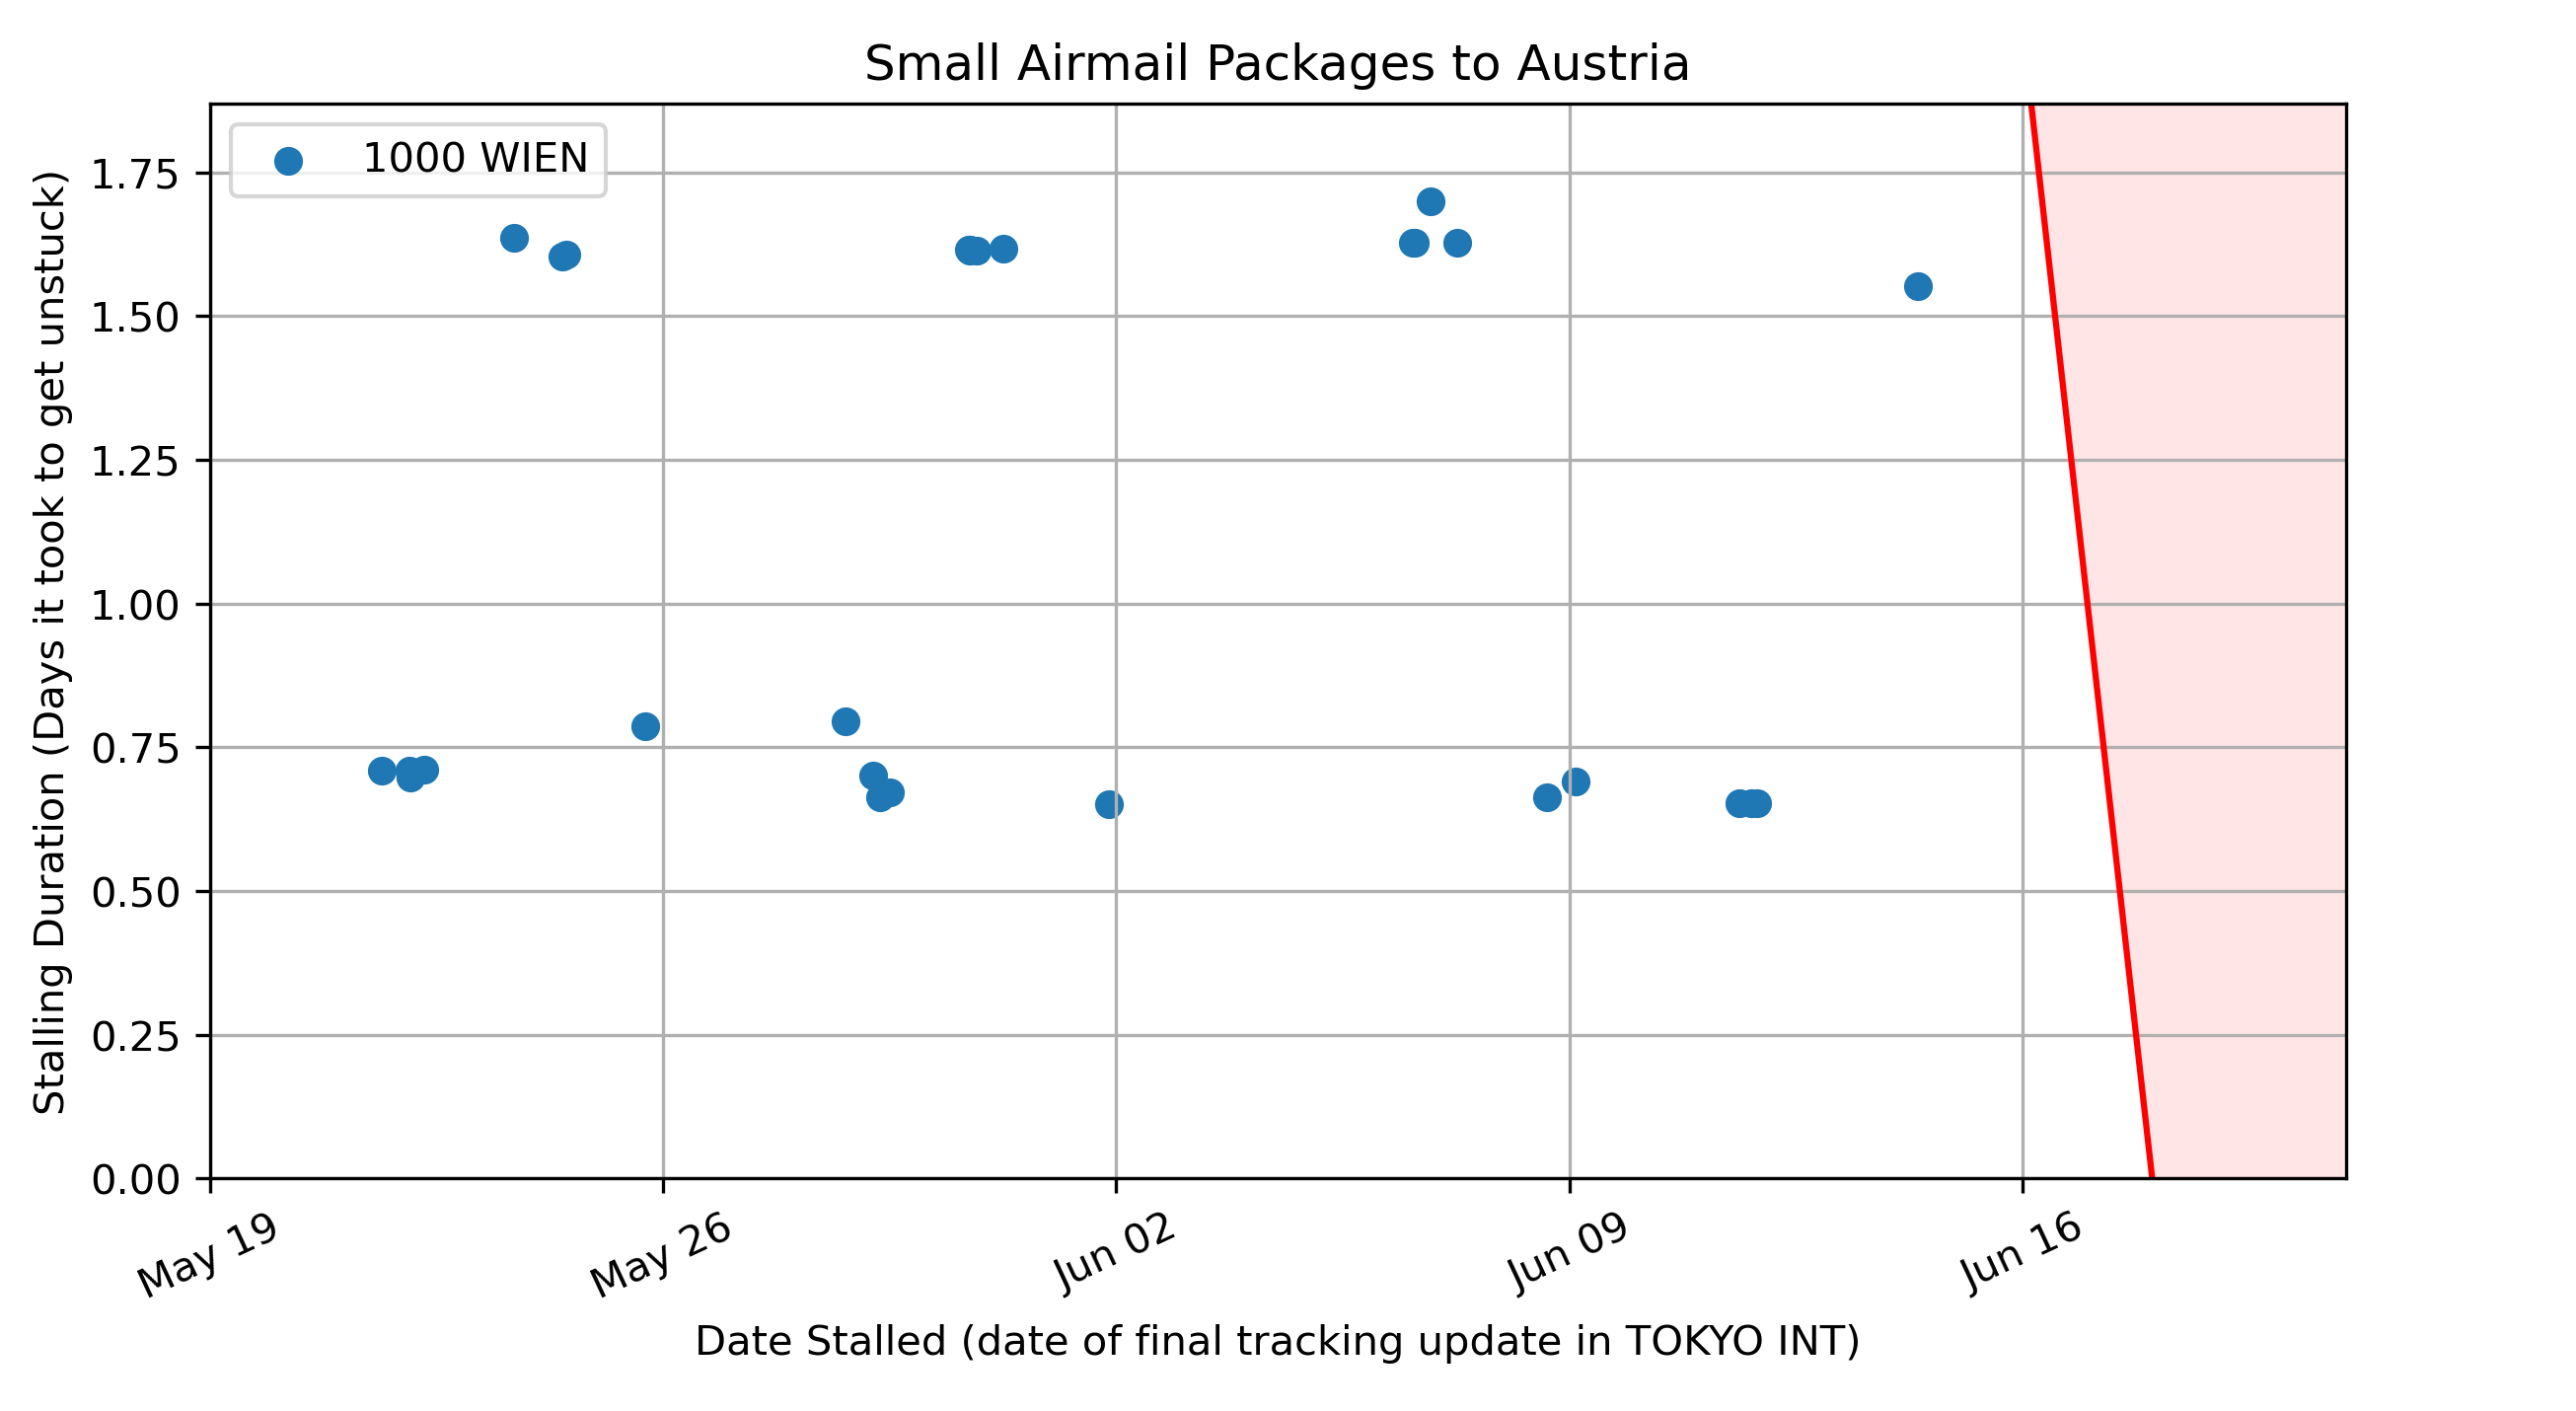 Small Airmail Packages to Austria
1000 WIEN
Stalling Duration (Days it took to get unstuck)
1.75
1.50
1.25
1.00
0.75
0.50
0.25
0.00
May 19
May 26
Jun 02
Jun 09
Jun 16
Date Stalled (date of final tracking update in TOKYO INT)